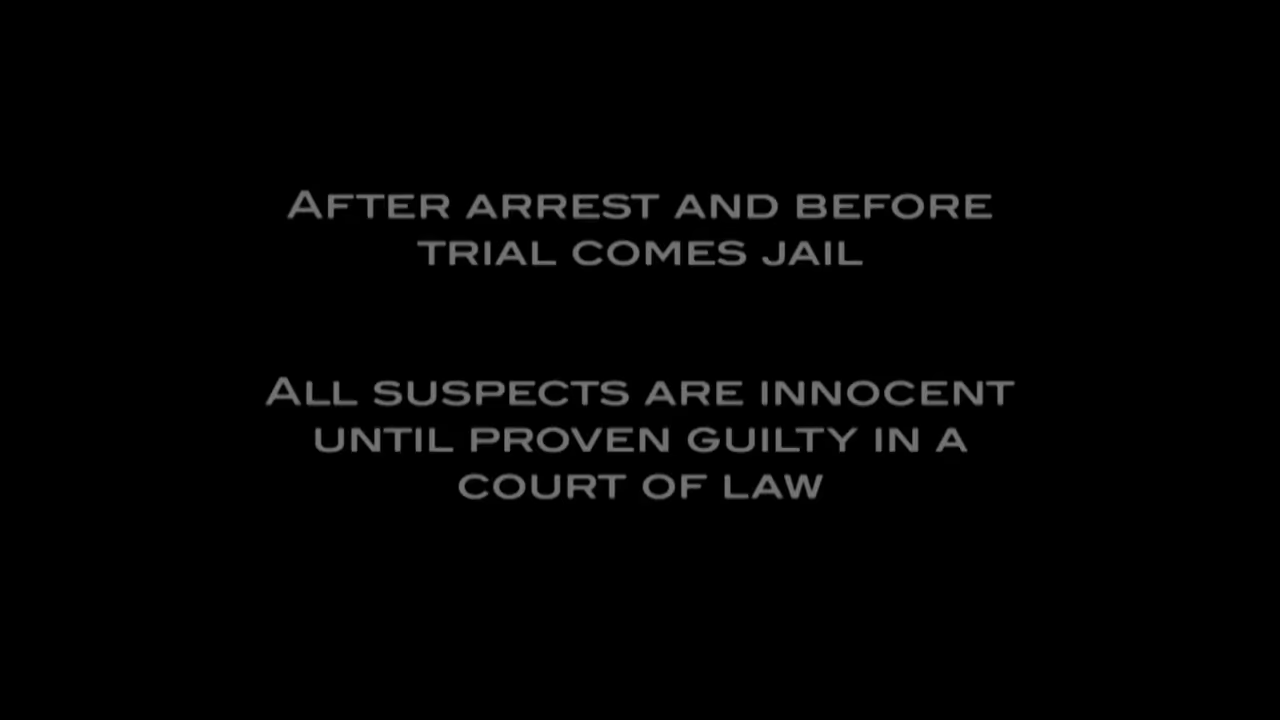 AFTER ARREST AND BEFORE
TRIAL COMES JAIL
ALL SUSPECTS ARE INNOCENT
UNTIL PROVEN GUILTY IN A
COURT OF LAW